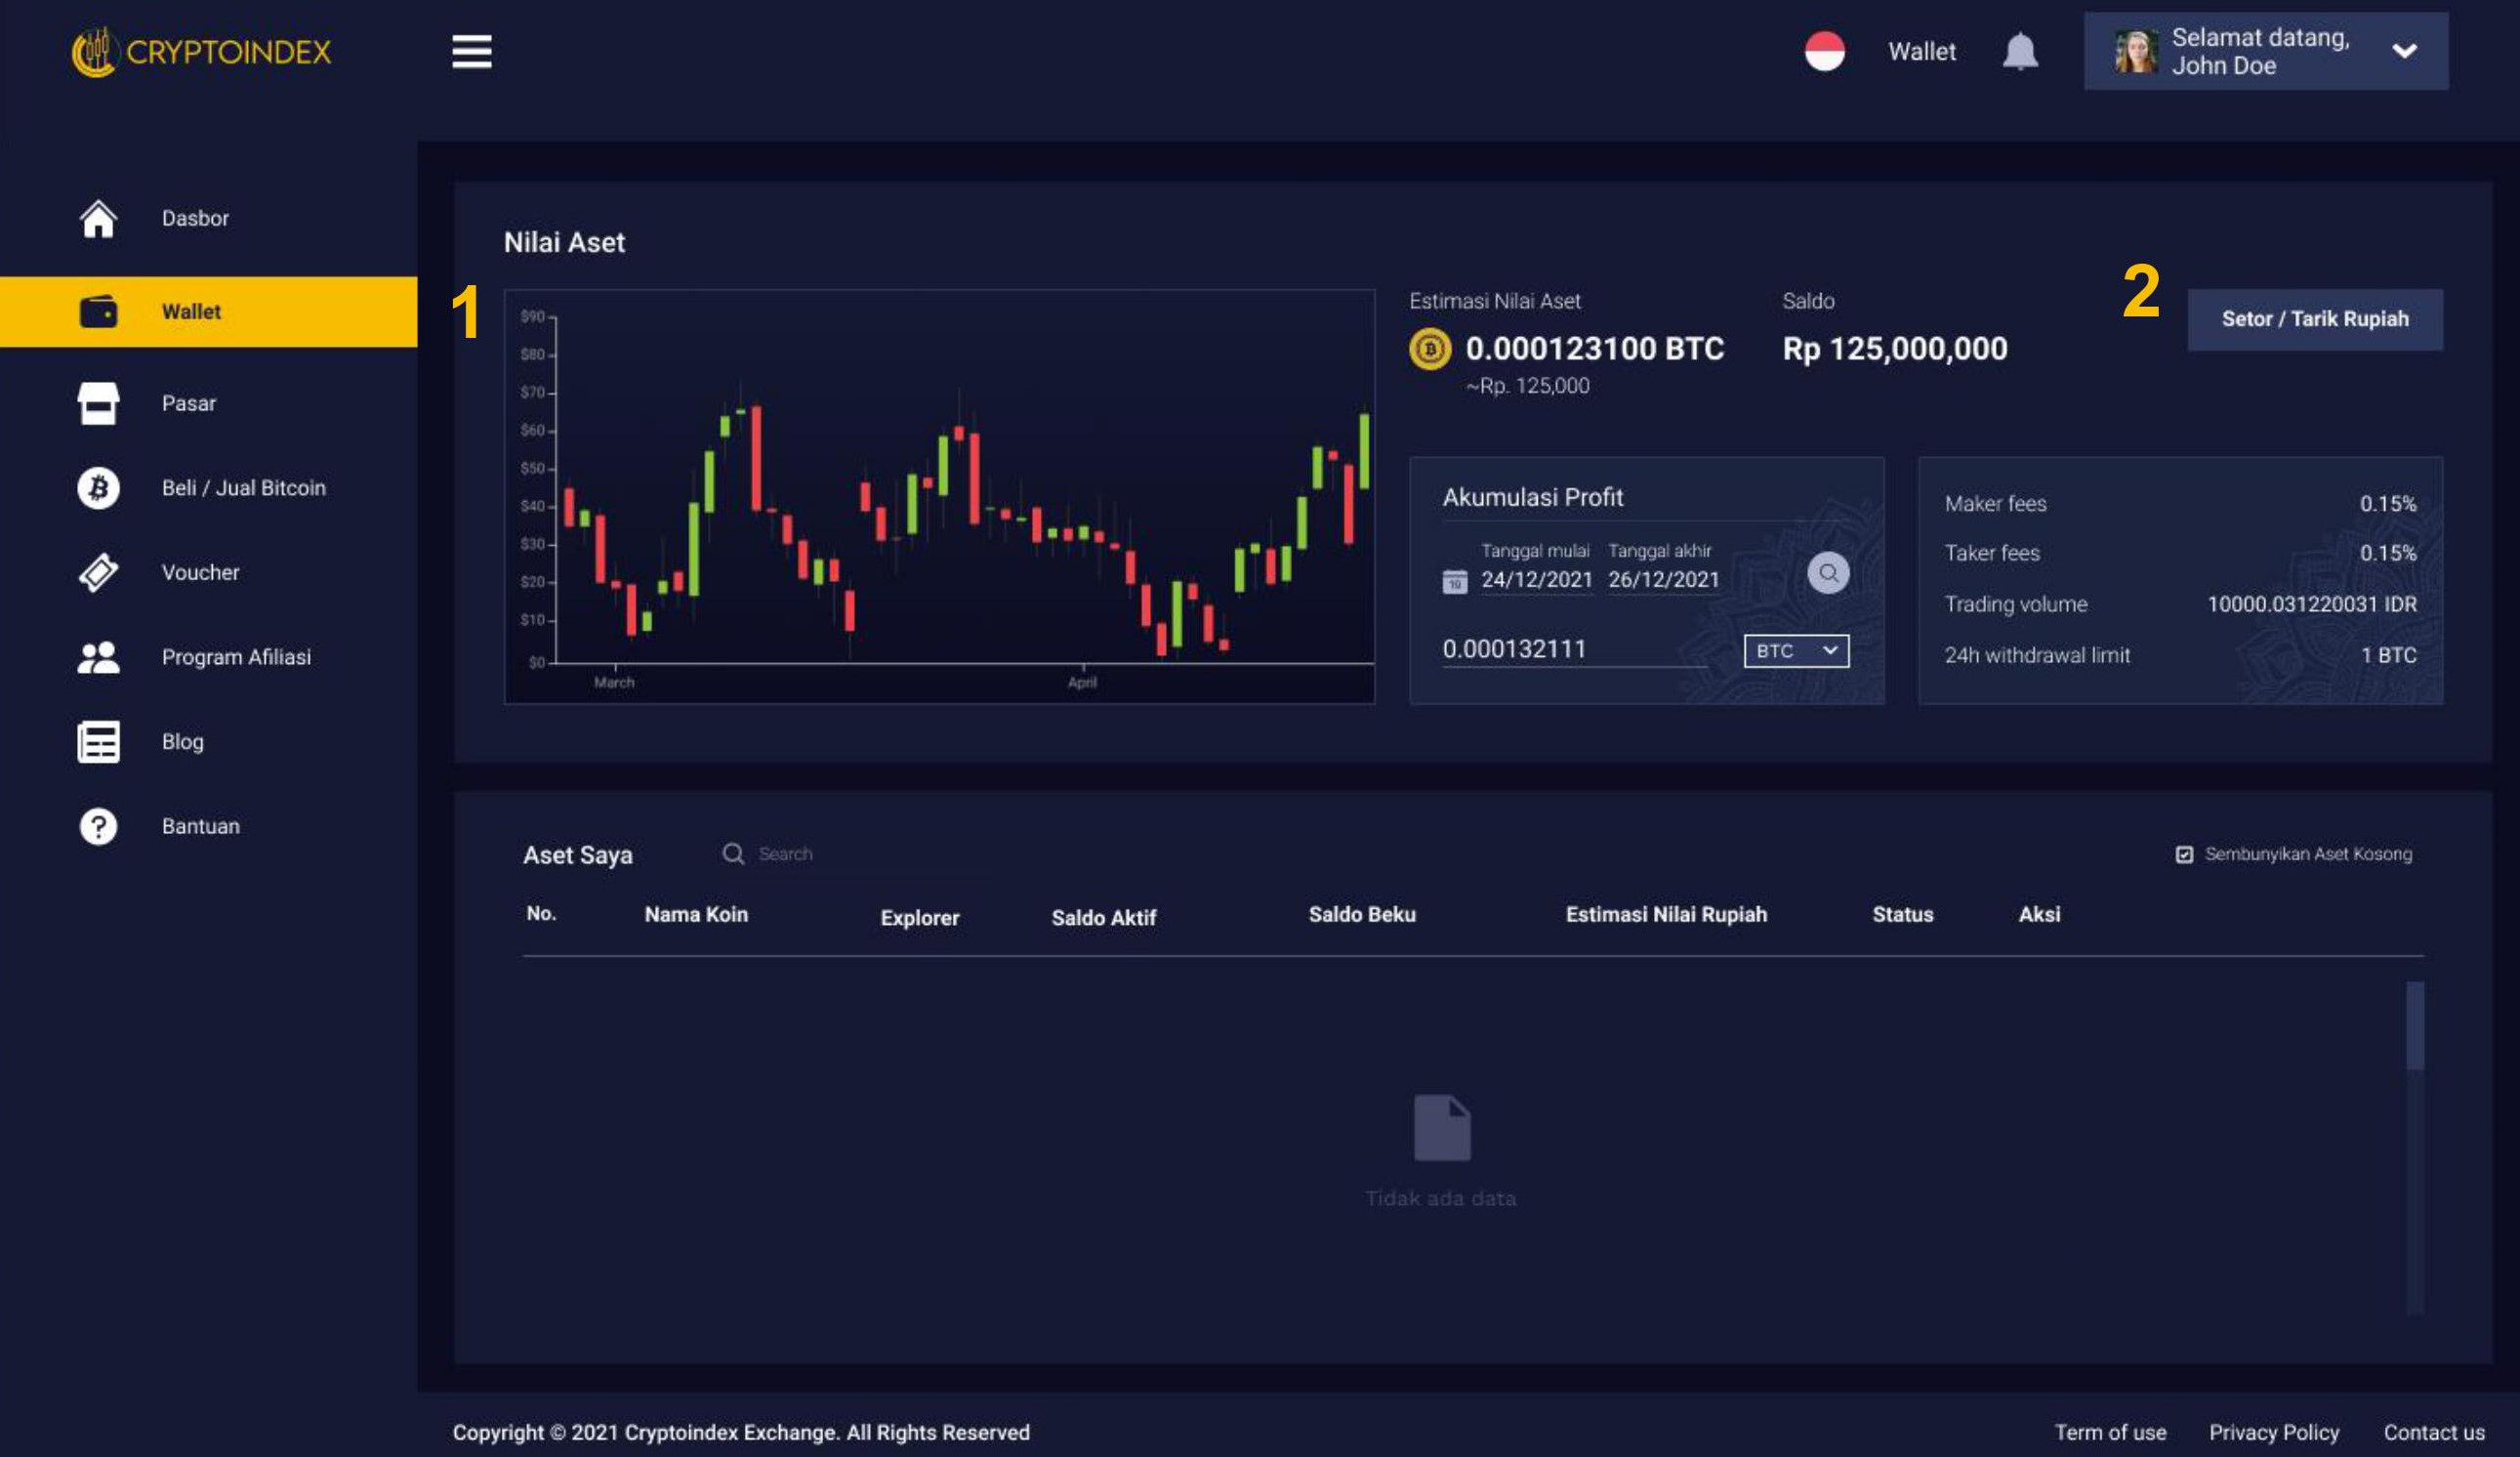 CRYPTOINDEX
Wallet
Selamat datang,
John Doe
Dasbor
Wallet
Pasar
Beli / Jual Bitcoin
Voucher
Program Afiliasi
Blog
Bantuan
Nilai Aset
1
$90
$80
$70
$60
$50
$40
$30
$20
$10
$0
March April
Estimasi Nilai Aset
0.000123100 BTC
~Rp. 125,000
Saldo
Rp 125,000,000
2
Setor / Tarik Rupiah
Akumulasi Profit
Tanggal mulai Tanggal akhir
19 24/12/2021 26/12/2021
0.000132111 BTC
Maker fees 0.15%
Taker fees 0.15%
Trading volume 10000.031220031 IDR
24h withdrawal limit 1 BTC
Aset Saya Search Sembunyikan Aset Kosong
No. Nama Koin Explorer Saldo Aktif Saldo Beku Estimasi Nilai Rupiah Status Aksi
Tidak ada data
Copyright © 2021 Cryptoindex Exchange. All Rights Reserved
Term of use Privacy Policy Contact us